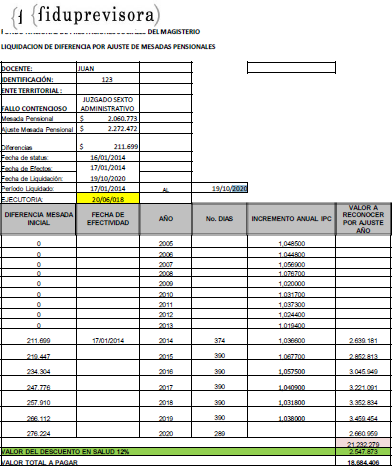 fiduprevisora
DEL MAGISTERIO
LIQUIDACION DE DIFERENCIA POR AJUSTE DE MESADAS PENSIONALES
DOCENTE: JUAN
IDENTIFICACIÓN: 123
ENTE TERRITORIAL:
FALLO CONTENCIOSO JUZGADO SEXTO ADMINISTRATIVO
Mesada Pensional $ 2.060.773
Ajuste Mesada Pensional $ 2.272.472
Diferencias $ 211.699
Fecha de status: 16/01/2014
Fecha de Efectos: 17/01/2014
Fecha de Liquidación: 19/10/2020
Periodo Liquidado: 17/01/2014 AL 19/10/2020
EJECUTORIA: 20/06/018
DIFERENCIA MESADA INICIAL FECHA DE EFECTIVIDAD AÑO No. DIAS INCREMENTO ANUAL IPC VALOR A RECONOCER POR AJUSTE AÑO
0 2005 1,048500
0 2006 1,044800
0 2007 1,056900
0 2008 1,076700
0 2009 1,020000
0 2010 1,031700
0 2011 1,037300
0 2012 1,024400
0 2013 1,019400
211.699 17/01/2014 2014 374 1,036600 2.639.181
219.447 2015 390 1,067700 2.852.813
234.304 2016 390 1,057500 3.045.949
247.776 2017 390 1,040900 3.221.091
257.910 2018 390 1,031800 3.352.834
266.112 2019 390 1,038000 3.459.454
276.224 2020 289 2.660.959
21.232.279
VALOR DEL DESCUENTO EN SALUD 12% 2.547.873
VALOR TOTAL A PAGAR 18.684.406